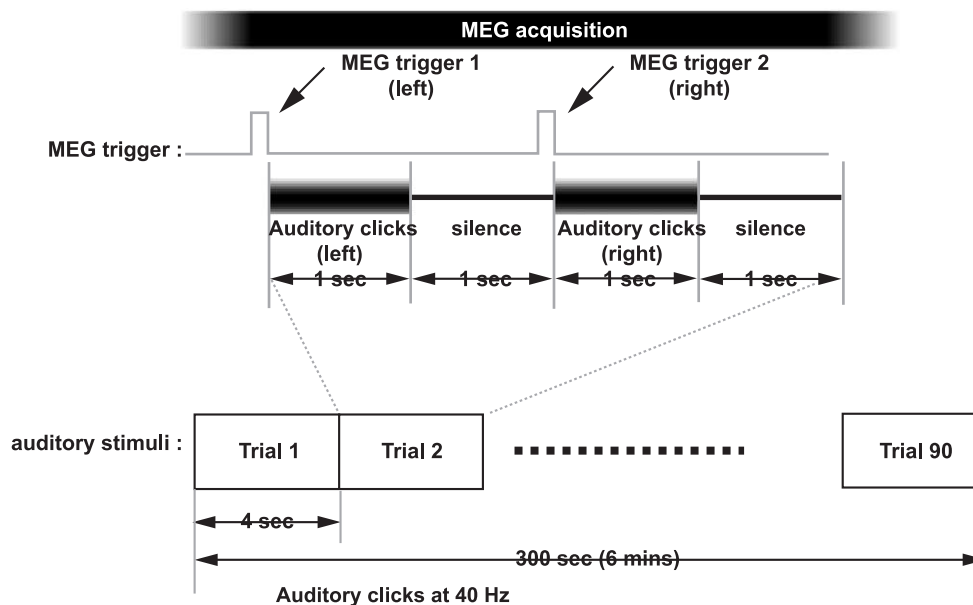 MEG acquisition
MEG trigger 1
(left)
MEG trigger 2
(right)
MEG trigger :
Auditory clicks
(left)
silence
Auditory clicks
(right)
silence
1 sec
1 sec
1 sec
1 sec
auditory stimuli :
Trial 1
Trial 2
Trial 90
4 sec
300 sec (6 mins)
Auditory clicks at 40 Hz